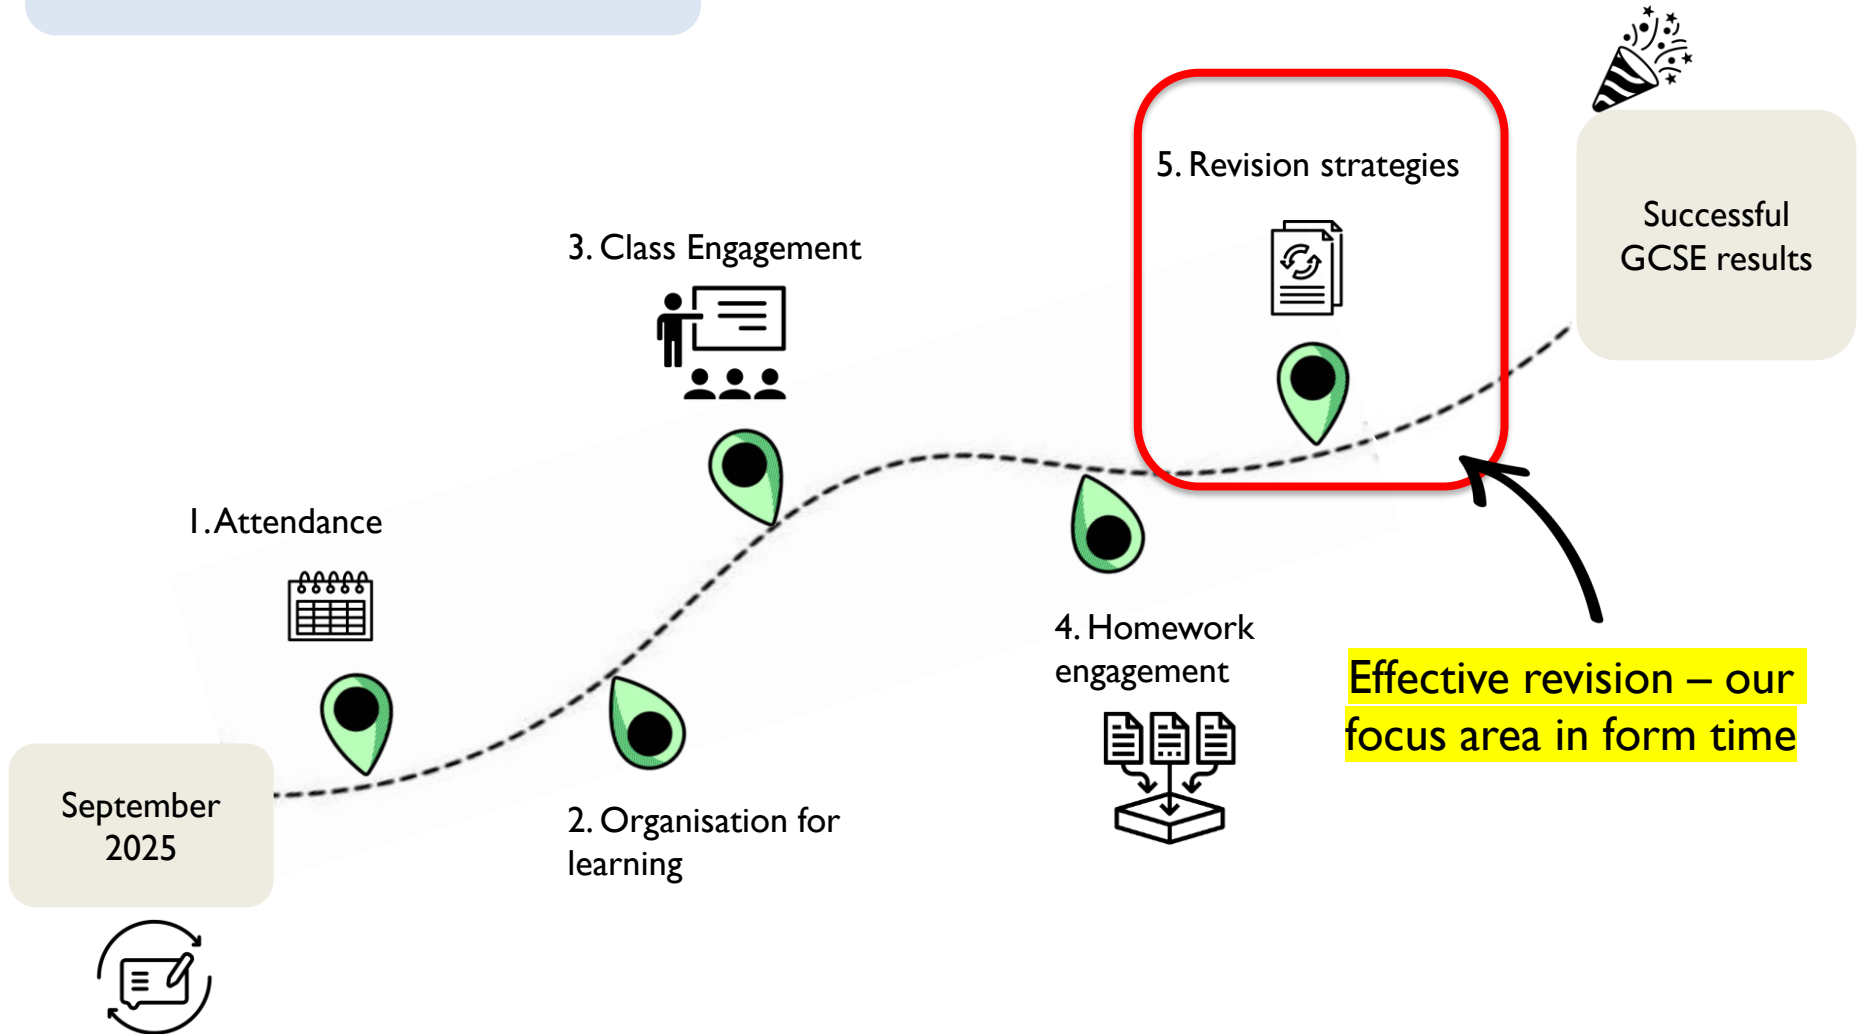 5. Revision strategies
Successful
GCSE results
3. Class Engagement
1. Attendance
4. Homework
engagement
Effective revision – our
focus area in form time
September
2025
2. Organisation for
learning